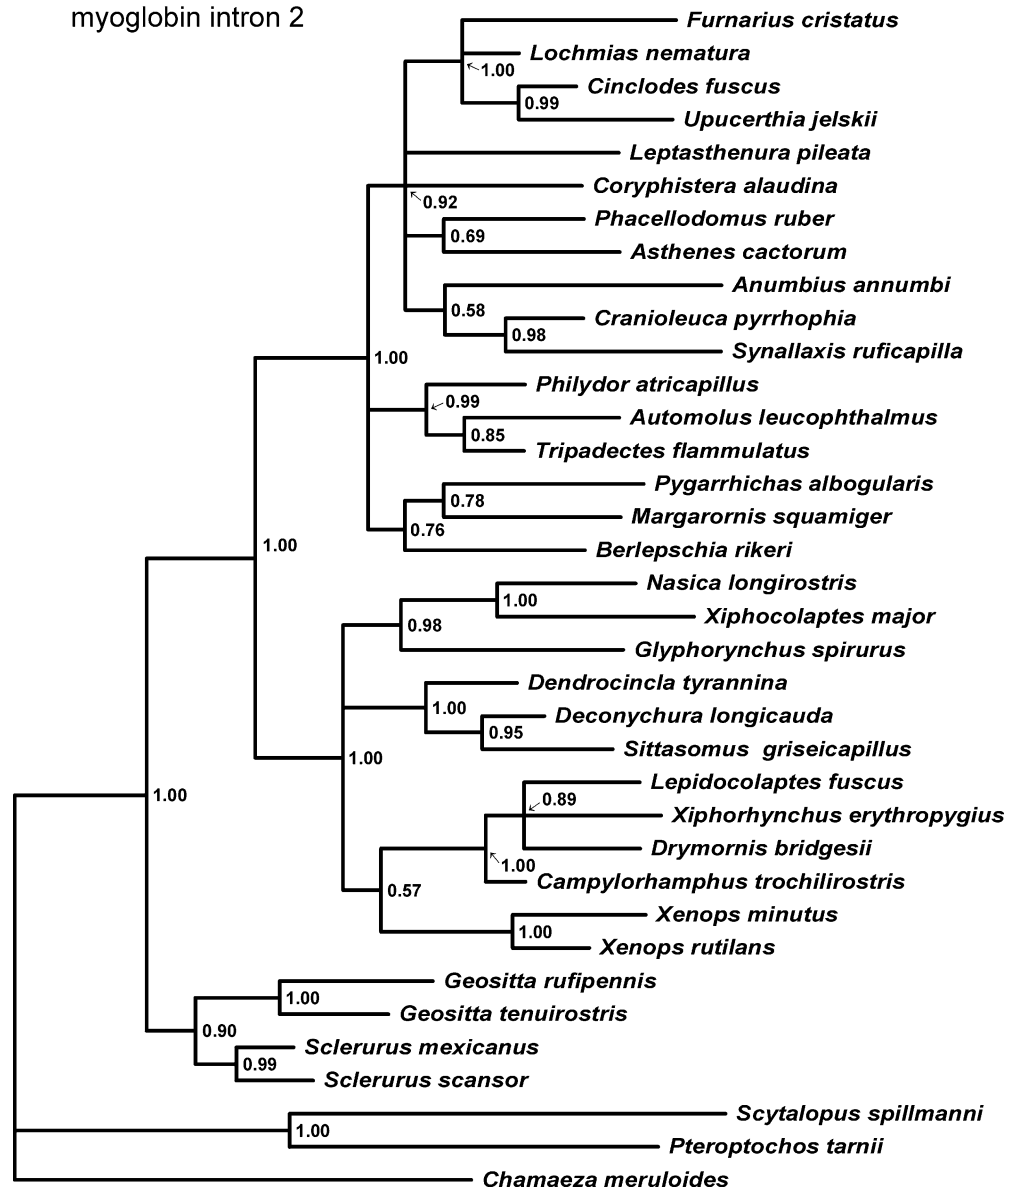 myoglobin intron 2
Furnarius cristatus
Lochmias nematura
1.00
Cinclodes fuscus
0.99
Upucerthia jelskii
Leptasthenura pileata
Coryphistera alaudina
0.92
Phacellodomus ruber
0.69
Asthenes cactorum
Anumbius annumbi
0.58
Cranioleuca pyrrhophia
0.98
Synallaxis ruficapilla
1.00
Philydor atricapillus
0.99
Automolus leucophthalmus
0.85
Tripadectes flammulatus
Pygarrhichas albogularis
0.78
Margarornis squamiger
0.76
Berlepschia rikeri
1.00
Nasica longirostris
1.00
Xiphocolaptes major
0.98
Glyphorynchus spirurus
Dendrocincla tyrannina
1.00
Deconychura longicauda
0.95
Sittasomus  griseicapillus
1.00
Lepidocolaptes fuscus
0.89
Xiphorhynchus erythropygius
Drymornis bridgesii
1.00
Campylorhamphus trochilirostris
0.57
Xenops minutus
1.00
Xenops rutilans
1.00
Geositta rufipennis
1.00
Geositta tenuirostris
0.90
Sclerurus mexicanus
0.99
Sclerurus scansor
Scytalopus spillmanni
1.00
Pteroptochos tarnii
Chamaeza meruloides